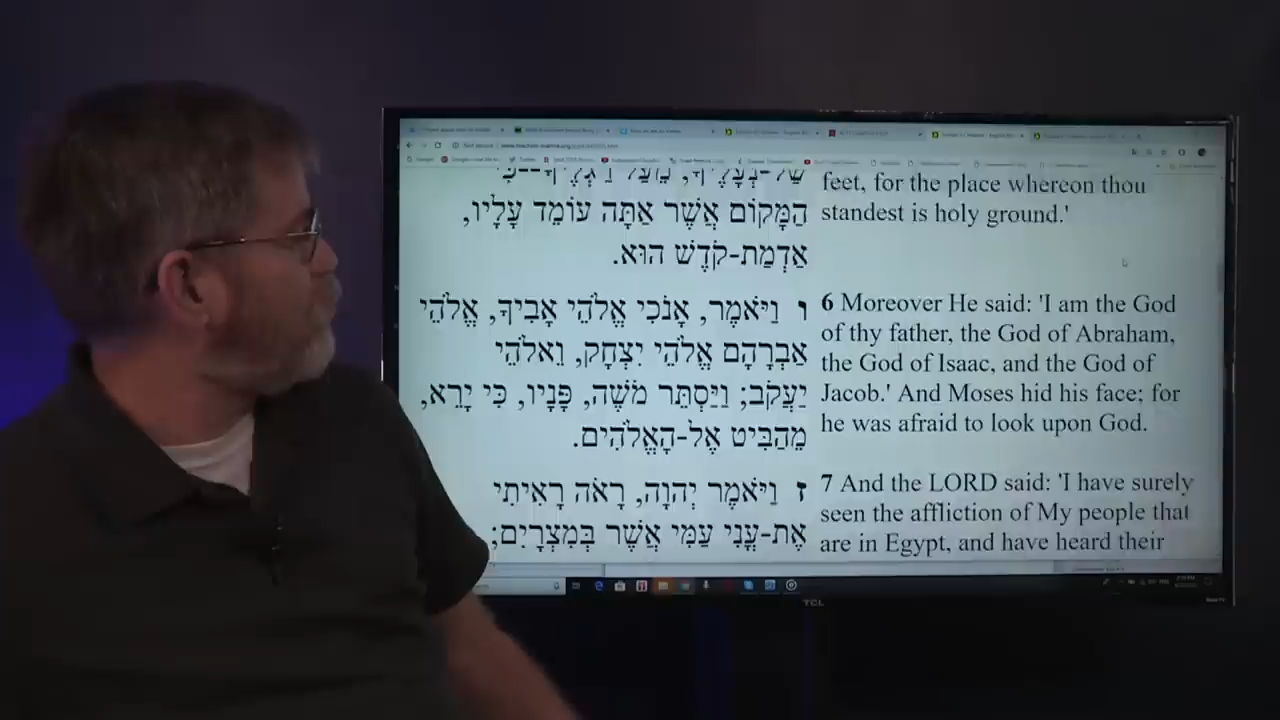 Not secure
הַמָּקוֹם אֲשֶׁר אַתָּה עוֹמֵד עָלָיו,
אַדְמַת-קֹדֶשׁ הוּא.
ו וַיֹּאמֶר, אָנֹכִי אֱלֹהֵי אָבִיךָ, אֱלֹהֵי
אַבְרָהָם אֱלֹהֵי יִצְחָק, וֵאלֹהֵי
יַעֲקֹב; וַיַּסְתֵּר מֹשֶׁה, פָּנָיו, כִּי יָרֵא,
מֵהַבִּיט אֶל-הָאֱלֹהִים.
ז וַיֹּאמֶר יְהוָה, רָאֹה רָאִיתִי
אֶת-עֳנִי עַמִּי אֲשֶׁר בְּמִצְרָיִם;
feet, for the place whereon thou
standest is holy ground.'
6 Moreover He said: 'I am the God
of thy father, the God of Abraham,
the God of Isaac, and the God of
Jacob.' And Moses hid his face; for
he was afraid to look upon God.
7 And the LORD said: 'I have surely
seen the affliction of My people that
are in Egypt, and have heard their
TCL